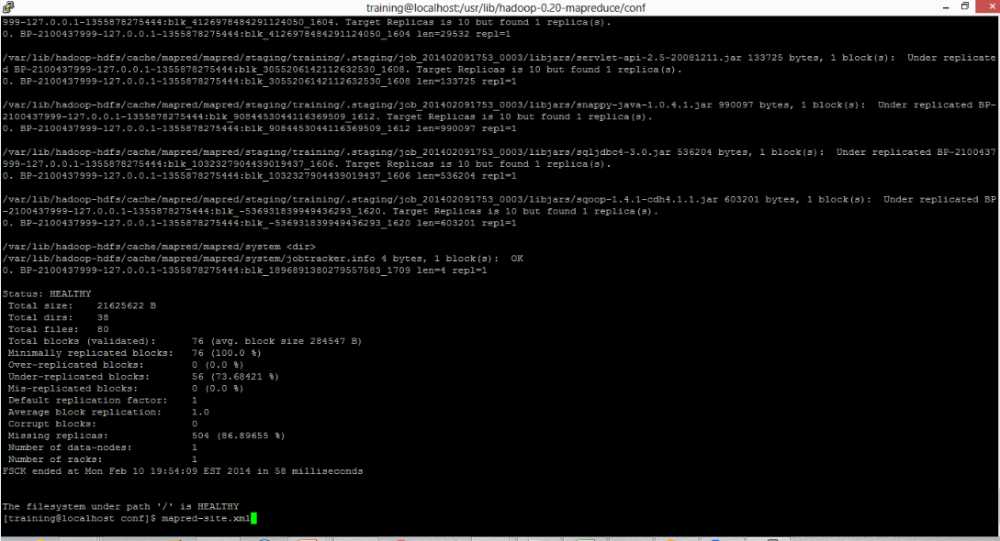 training@localhost:/usr/lib/hadoop-0.20-mapreduce/conf
999-127.0.0.1-1355878275444:blk_4126978484291124050_1604. Target Replicas is 10 but found 1 replica(s).
0. BP-2100437999-127.0.0.1-1355878275444:blk_4126978484291124050_1604 len=29532 repl=1
/var/lib/hadoop-hdfs/cache/mapred/mapred/staging/training/.staging/job_201402091753_0003/libjars/servlet-api-2.5-20081211.jar 133725 bytes, 1 block(s):  Under replicate
d BP-2100437999-127.0.0.1-1355878275444:blk_3055206142112632530_1608. Target Replicas is 10 but found 1 replica(s).
0. BP-2100437999-127.0.0.1-1355878275444:blk_3055206142112632530_1608 len=133725 repl=1
/var/lib/hadoop-hdfs/cache/mapred/mapred/staging/training/.staging/job_201402091753_0003/libjars/snappy-java-1.0.4.1.jar 990097 bytes, 1 block(s):  Under replicated BP-
2100437999-127.0.0.1-1355878275444:blk_9084453044116369509_1612. Target Replicas is 10 but found 1 replica(s).
0. BP-2100437999-127.0.0.1-1355878275444:blk_9084453044116369509_1612 len=990097 repl=1
/var/lib/hadoop-hdfs/cache/mapred/mapred/staging/training/.staging/job_201402091753_0003/libjars/sqljdbc4-3.0.jar 536204 bytes, 1 block(s):  Under replicated BP-2100437
999-127.0.0.1-1355878275444:blk_1032327904439019437_1606. Target Replicas is 10 but found 1 replica(s).
0. BP-2100437999-127.0.0.1-1355878275444:blk_1032327904439019437_1606 len=536204 repl=1
/var/lib/hadoop-hdfs/cache/mapred/mapred/staging/training/.staging/job_201402091753_0003/libjars/sqoop-1.4.1-cdh4.1.1.jar 603201 bytes, 1 block(s):  Under replicated BP
-2100437999-127.0.0.1-1355878275444:blk_-536931839949436293_1620. Target Replicas is 10 but found 1 replica(s).
0. BP-2100437999-127.0.0.1-1355878275444:blk_-536931839949436293_1620 len=603201 repl=1
/var/lib/hadoop-hdfs/cache/mapred/mapred/system <dir>
/var/lib/hadoop-hdfs/cache/mapred/mapred/system/jobtracker.info 4 bytes, 1 block(s):  OK
0. BP-2100437999-127.0.0.1-1355878275444:blk_1896891380279557583_1709 len=4 repl=1
Status: HEALTHY
Total size:    21625622 B
Total dirs:    38
Total files:   80
Total blocks (validated):      76 (avg. block size 284547 B)
Minimally replicated blocks:   76 (100.0 %)
Over-replicated blocks:        0 (0.0 %)
Under-replicated blocks:       56 (73.68421 %)
Mis-replicated blocks:         0 (0.0 %)
Default replication factor:    1
Average block replication:     1.0
Corrupt blocks:                0
Missing replicas:              504 (86.89655 %)
Number of data-nodes:          1
Number of racks:               1
FSCK ended at Mon Feb 10 19:54:09 EST 2014 in 58 milliseconds
The filesystem under path '/' is HEALTHY
[training@localhost conf]$ mapred-site.xml